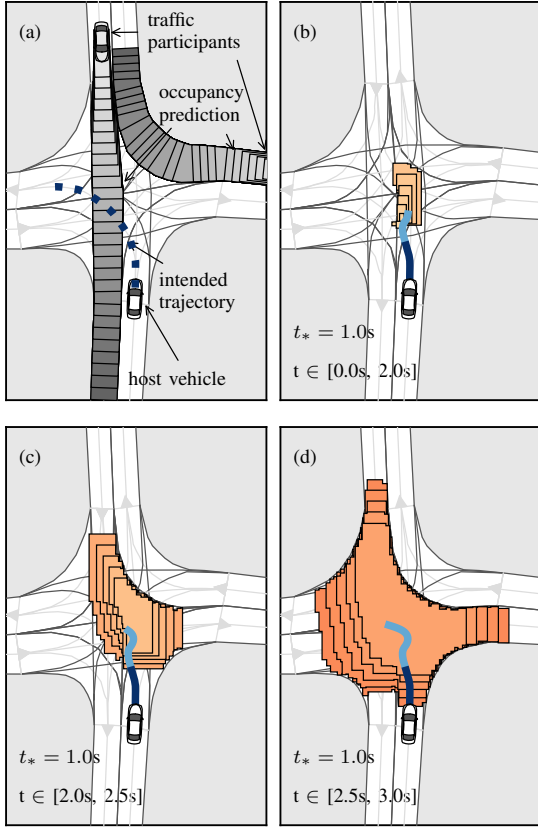 (a)
traffic
participants
occupancy
prediction
intended
trajectory
host vehicle
(b)
t* = 1.0s
t ∈ [0.0s, 2.0s]
(c)
t* = 1.0s
t ∈ [2.0s, 2.5s]
(d)
t* = 1.0s
t ∈ [2.5s, 3.0s]